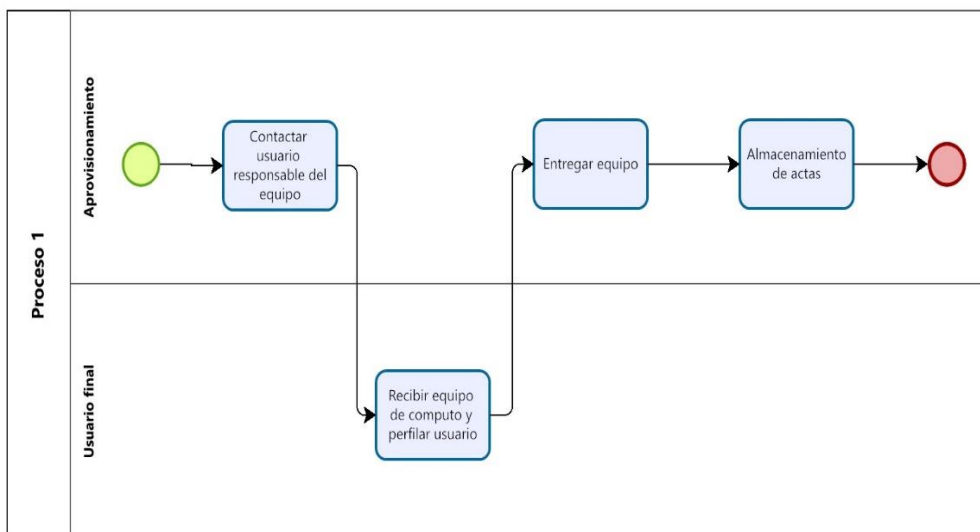 Proceso 1
Aprovisionamiento
Contactar
usuario
responsable del
equipo
Entregar equipo
Almacenamiento
de actas
Usuario final
Recibir equipo
de computo y
perfilar usuario